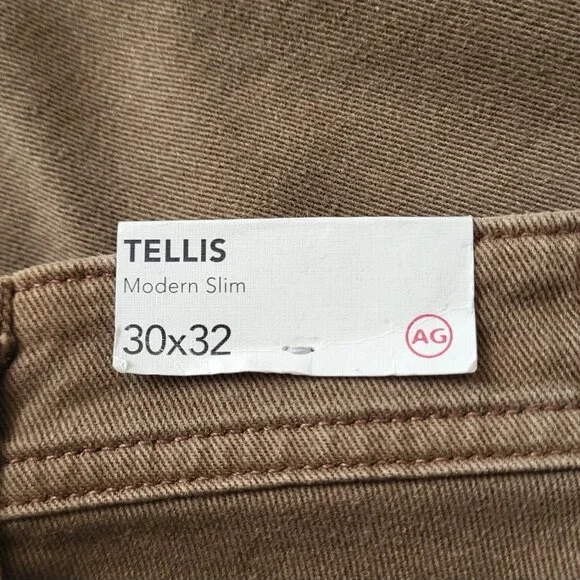 TELLIS
Modern Slim
30x32
AG